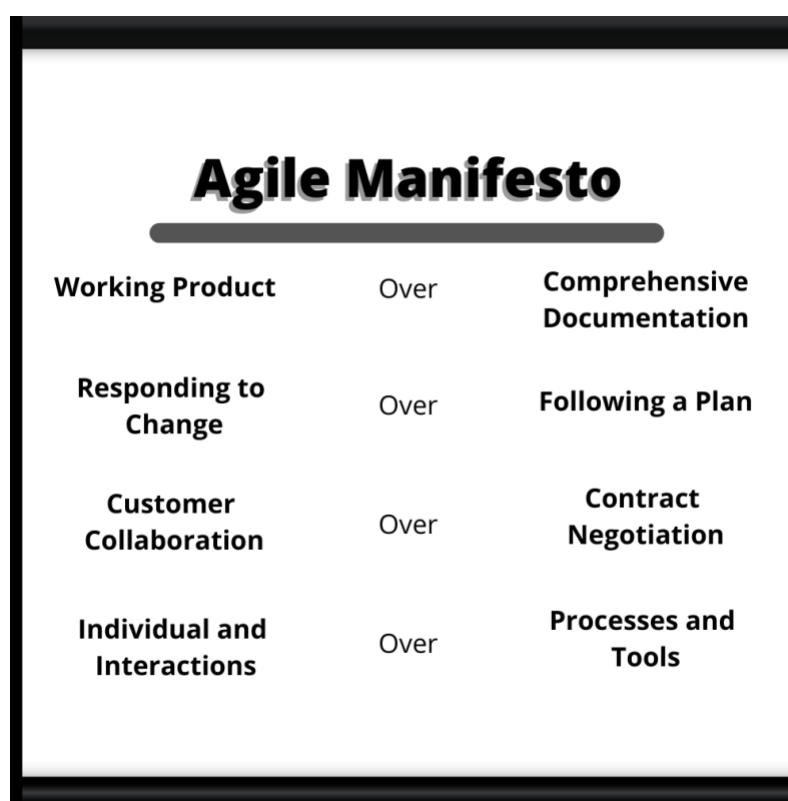 Agile Manifesto
Working Product Over Comprehensive
Documentation
Responding to
Change Over Following a Plan
Customer
Collaboration Over Contract
Negotiation
Individual and
Interactions Over Processes and
Tools